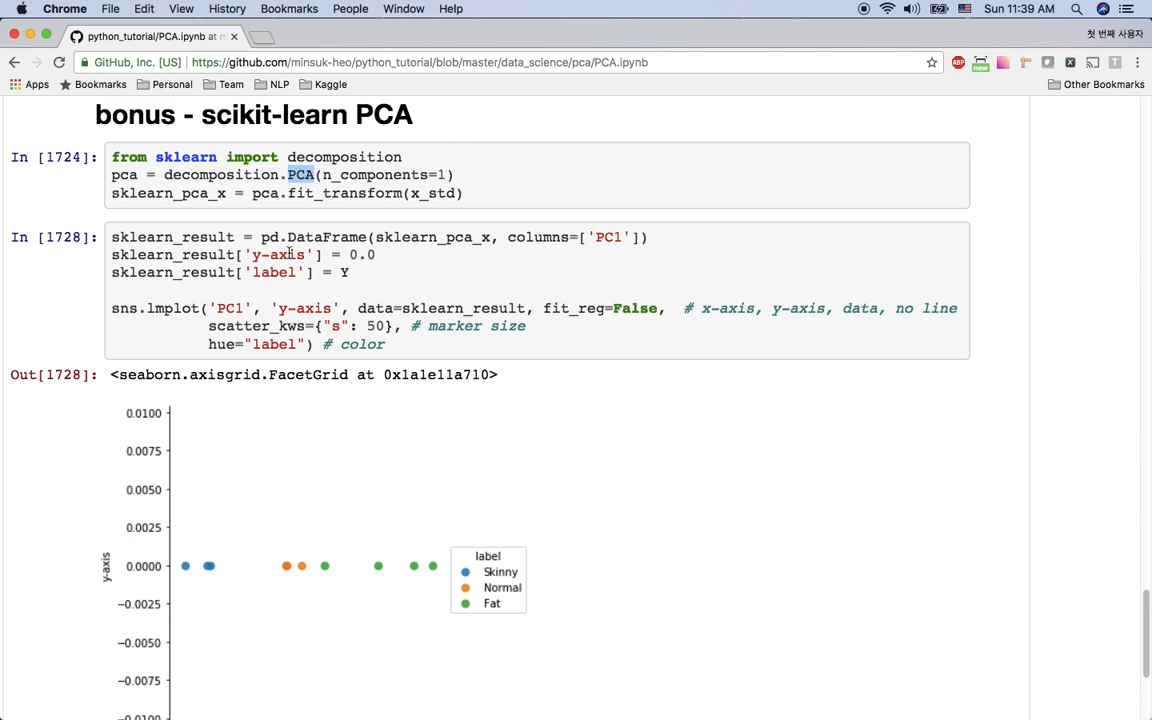 Chrome File Edit View History Bookmarks People Window Help Sun 11:39 AM
python_tutorial/PCA.ipynb at m
첫 번째 사용자
GitHub, Inc. [US] https://github.com/minsuk-heo/python_tutorial/blob/master/data_science/pca/PCA.ipynb
ABP
new
Apps Bookmarks Personal Team NLP Kaggle Other Bookmarks
bonus - scikit-learn PCA
In [1724]: from sklearn import decomposition
pca = decomposition.PCA(n_components=1)
sklearn_pca_x = pca.fit_transform(x_std)
In [1728]: sklearn_result = pd.DataFrame(sklearn_pca_x, columns=['PC1'])
sklearn_result['y-axis'] = 0.0
sklearn_result['label'] = Y
sns.lmplot('PC1', 'y-axis', data=sklearn_result, fit_reg=False, # x-axis, y-axis, data, no line
scatter_kws={"s": 50}, # marker size
hue="label") # color
Out[1728]: <seaborn.axisgrid.FacetGrid at 0x1a1e11a710>
0.0100
0.0075
0.0050
0.0025
0.0000
−0.0025
−0.0050
−0.0075
−0.0100
y-axis
label
Skinny
Normal
Fat